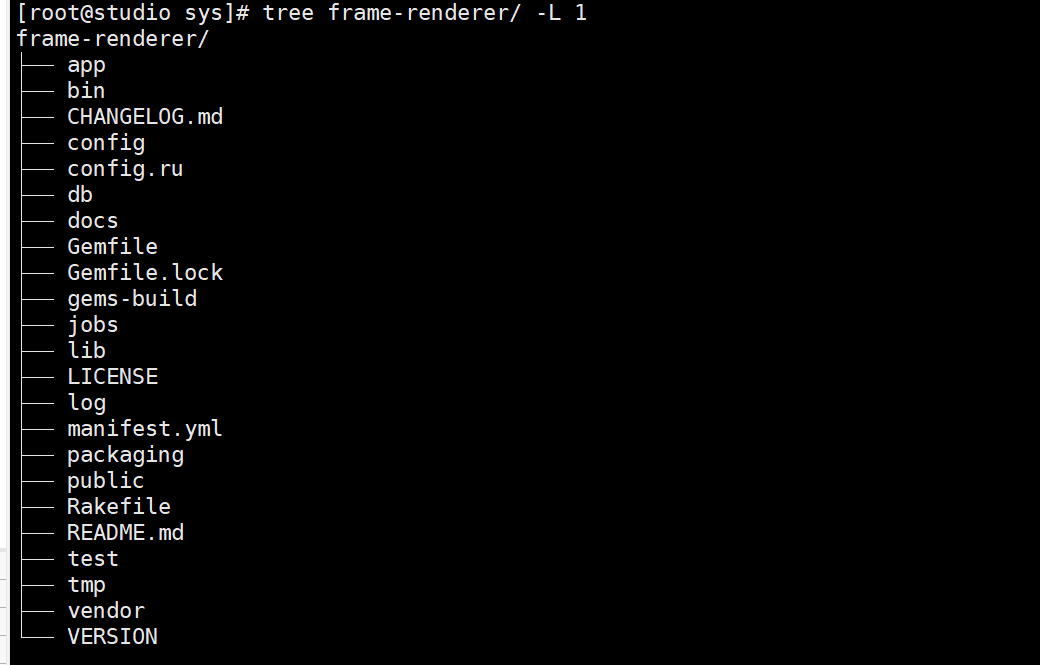 [root@studio sys]# tree frame-renderer/ -L 1
frame-renderer/
├── app
├── bin
├── CHANGELOG.md
├── config
├── config.ru
├── db
├── docs
├── Gemfile
├── Gemfile.lock
├── gems-build
├── jobs
├── lib
├── LICENSE
├── log
├── manifest.yml
├── packaging
├── public
├── Rakefile
├── README.md
├── test
├── tmp
├── vendor
└── VERSION